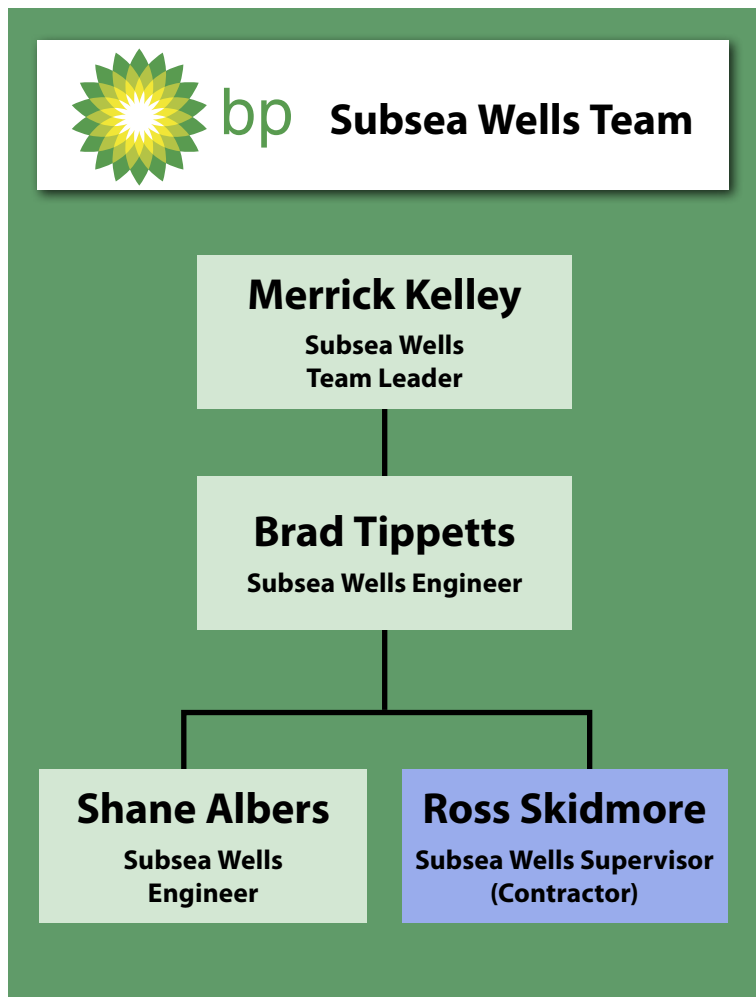 bp Subsea Wells Team
Merrick Kelley
Subsea Wells
Team Leader
Brad Tippetts
Subsea Wells Engineer
Shane Albers
Subsea Wells
Engineer
Ross Skidmore
Subsea Wells Supervisor
(Contractor)